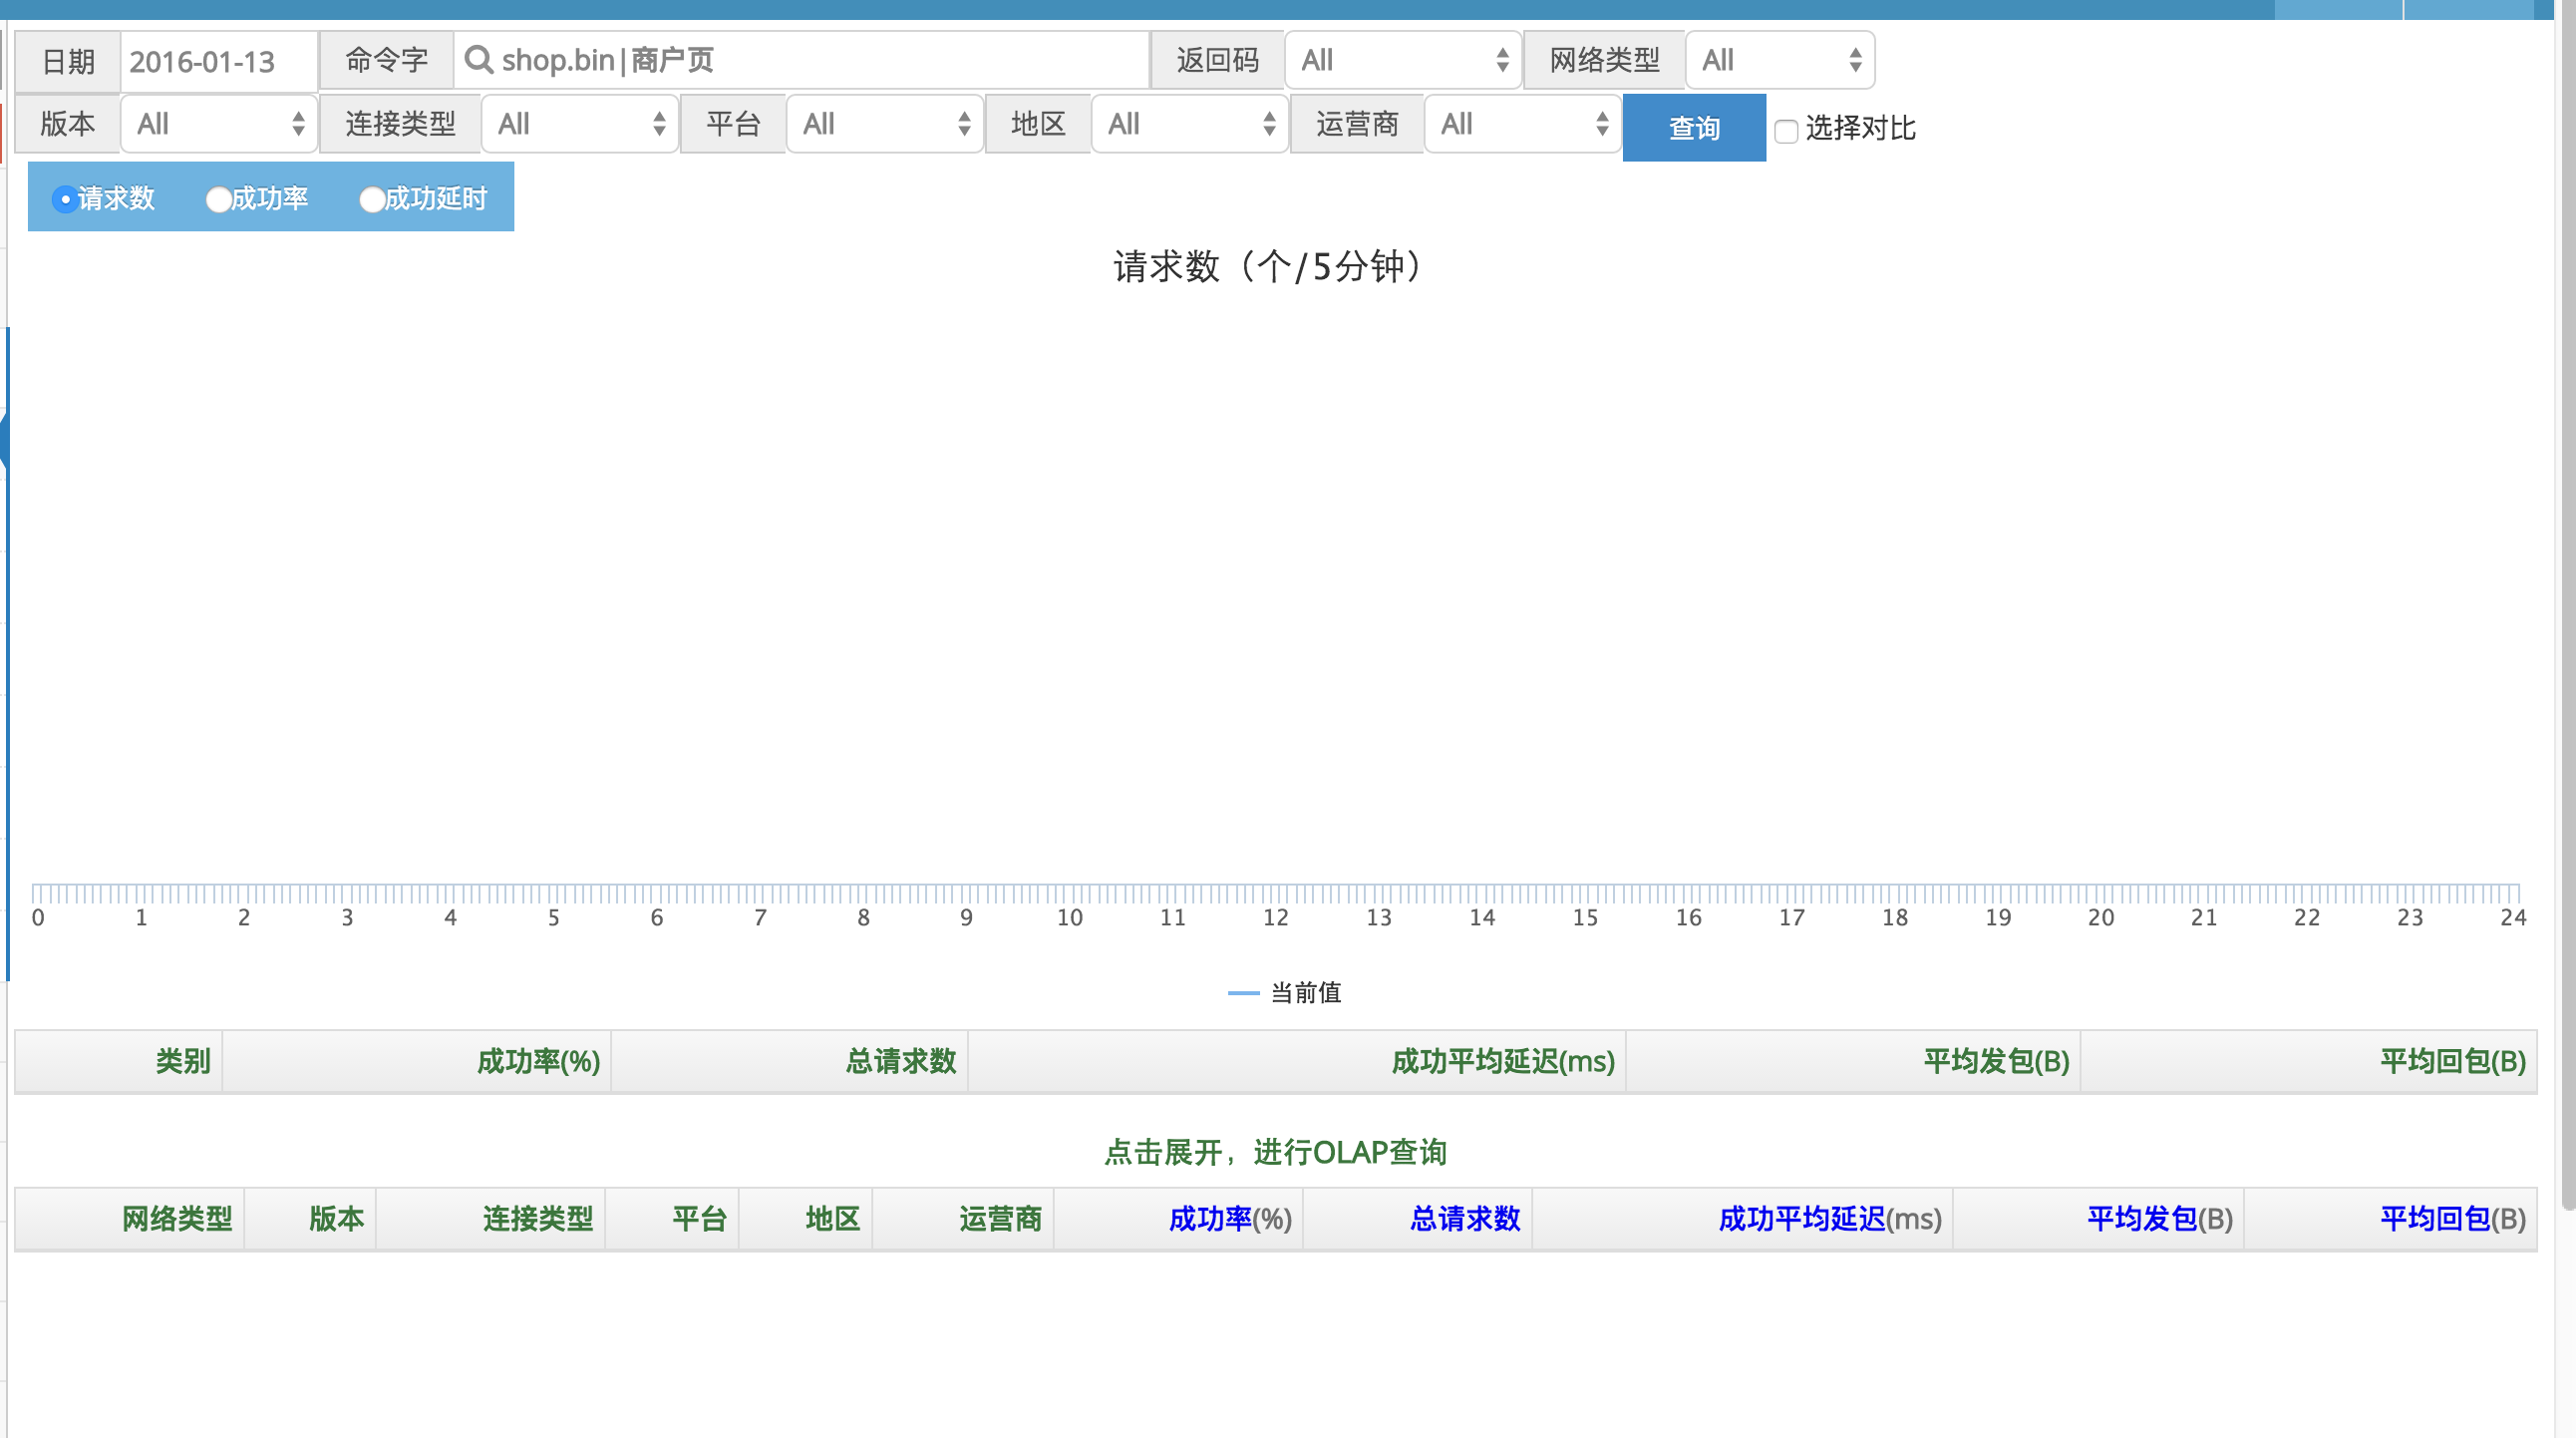 日期 2016-01-13 命令字 shop.bin|商户页 返回码 All 网络类型 All
版本 All 连接类型 All 平台 All 地区 All 运营商 All 查询 选择对比
请求数 成功率 成功延时
请求数（个/5分钟）
0 1 2 3 4 5 6 7 8 9 10 11 12 13 14 15 16 17 18 19 20 21 22 23 24
当前值
类别 成功率(%) 总请求数 成功平均延迟(ms) 平均发包(B) 平均回包(B)
点击展开，进行OLAP查询
网络类型 版本 连接类型 平台 地区 运营商 成功率(%) 总请求数 成功平均延迟(ms) 平均发包(B) 平均回包(B)